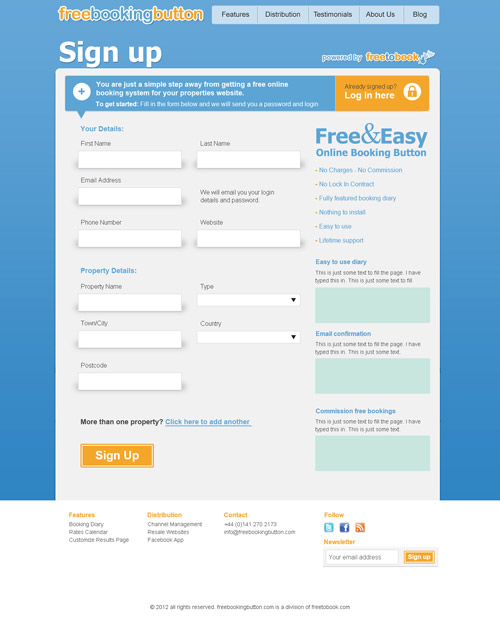 freebookingbutton
Features
Distribution
Testimonials
About Us
Blog
Sign up
powered by freetobook
You are just a simple step away from getting a free online
booking system for your properties website.
To get started: Fill in the form below and we will send you a password and login
Already signed up?
Log in here
Your Details:
First Name
Last Name
Email Address
We will email you your login
details and password.
Phone Number
Website
Property Details:
Property Name
Type
Town/City
Country
Postcode
More than one property? Click here to add another
Sign Up
Free&Easy
Online Booking Button
- No Charges - No Commission
- No Lock In Contract
- Fully featured booking diary
- Nothing to install
- Easy to use
- Lifetime support
Easy to use diary
This is just some text to fill the page. I have
typed this in. This is just some text to fill.
Email confirmation
This is just some text to fill the page. I have
typed this in. This is just some text
Commission free bookings
This is just some text to fill the page. I have
typed this in. This is just some text
Features
Booking Diary
Rates Calendar
Customize Results Page
Distribution
Channel Management
Resale Websites
Facebook App
Contact
+44 (0)141 270 2173
info@freebookingbutton.com
Follow
Newsletter
Your email address
Sign up
© 2012 all rights reserved. freebookingbutton.com is a division of freetobook.com